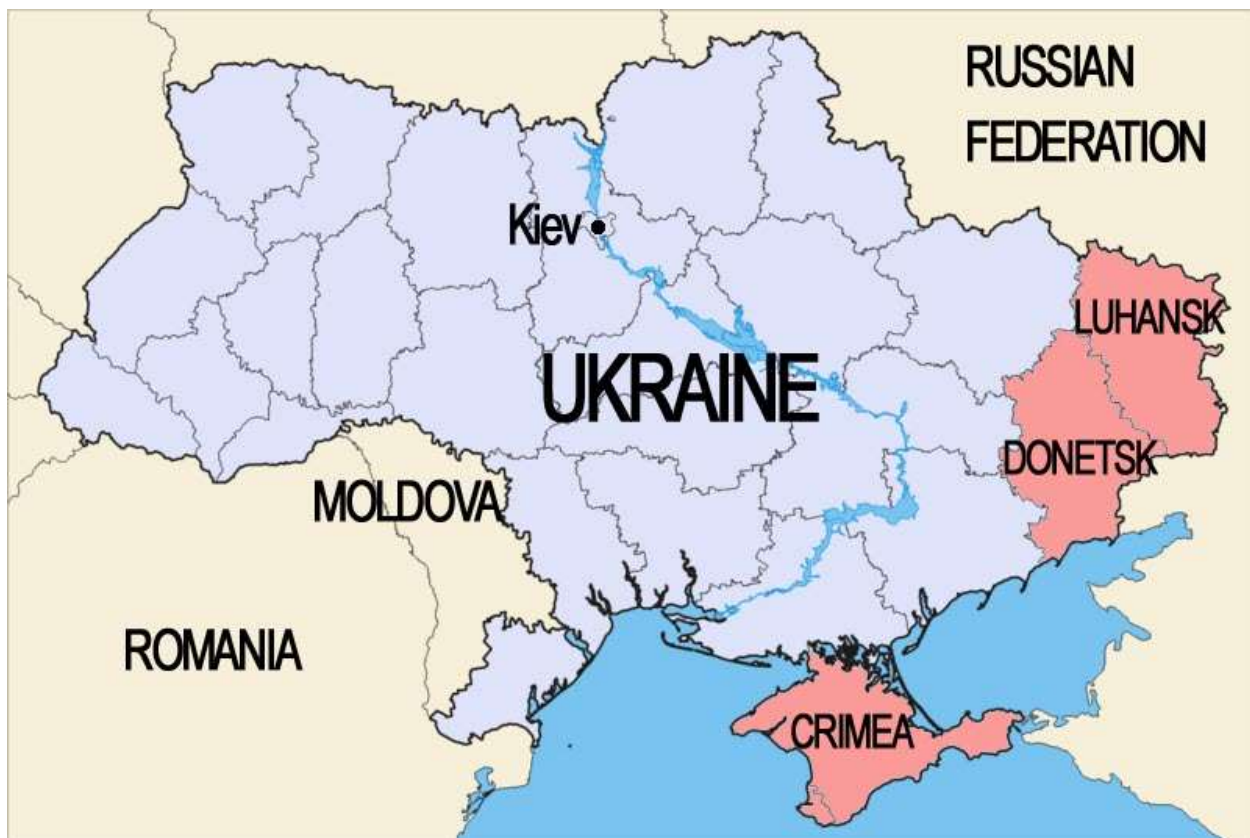 RUSSIAN
FEDERATION
Kiev
LUHANSK
UKRAINE
DONETSK
MOLDOVA
ROMANIA
CRIMEA